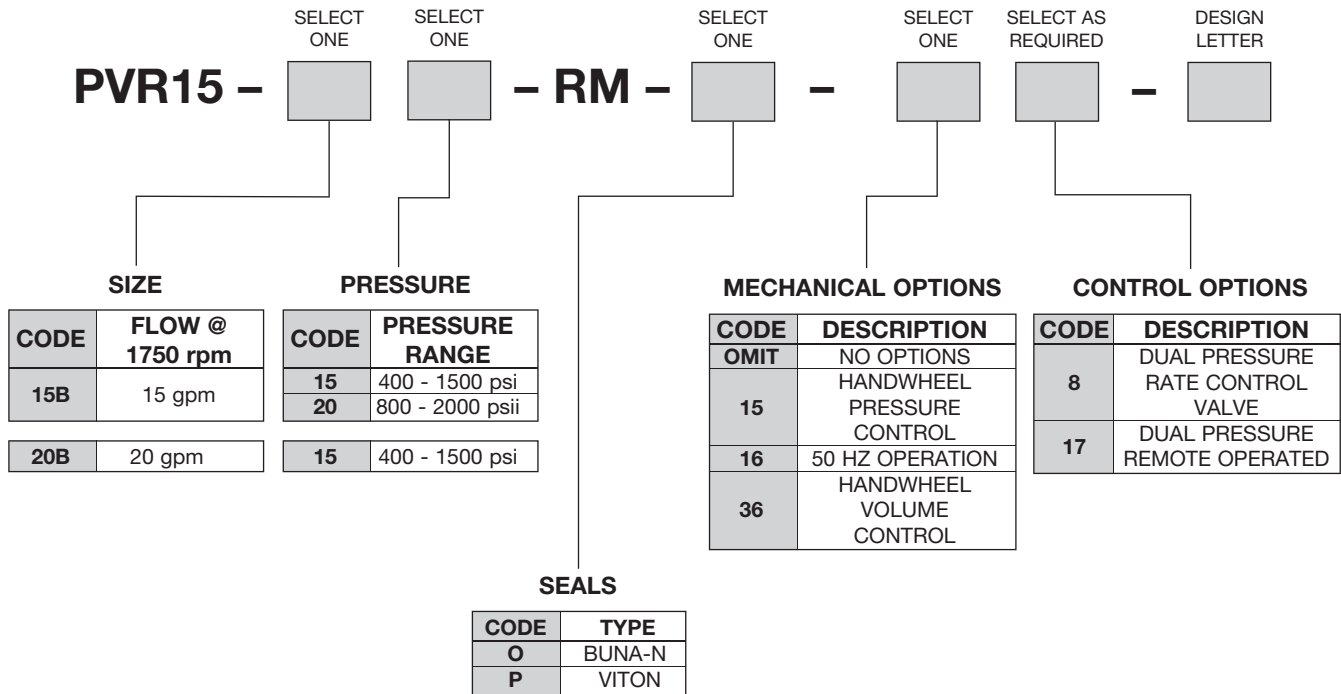 SELECT ONE
SELECT ONE
SELECT ONE
SELECT ONE
SELECT AS REQUIRED
DESIGN LETTER
PVR15 – – RM – – –
SIZE
CODE FLOW @ 1750 rpm
15B 15 gpm
20B 20 gpm
PRESSURE
CODE PRESSURE RANGE
15 400 - 1500 psi
20 800 - 2000 psii
15 400 - 1500 psi
MECHANICAL OPTIONS
CODE DESCRIPTION
OMIT NO OPTIONS
15 HANDWHEEL PRESSURE CONTROL
16 50 HZ OPERATION
36 HANDWHEEL VOLUME CONTROL
CONTROL OPTIONS
CODE DESCRIPTION
8 DUAL PRESSURE RATE CONTROL VALVE
17 DUAL PRESSURE REMOTE OPERATED
SEALS
CODE TYPE
O BUNA-N
P VITON